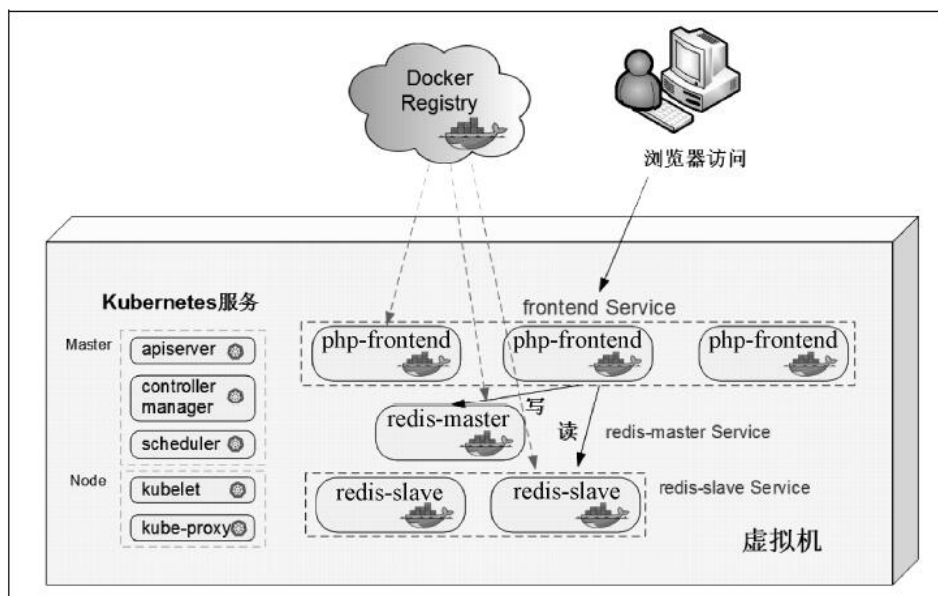 Docker
Registry
浏览器访问
Kubernetes服务
Master
apiserver
controller
manager
scheduler
Node
kubelet
kube-proxy
frontend Service
php-frontend
php-frontend
php-frontend
写
redis-master
读
redis-master Service
redis-slave
redis-slave
redis-slave Service
虚拟机